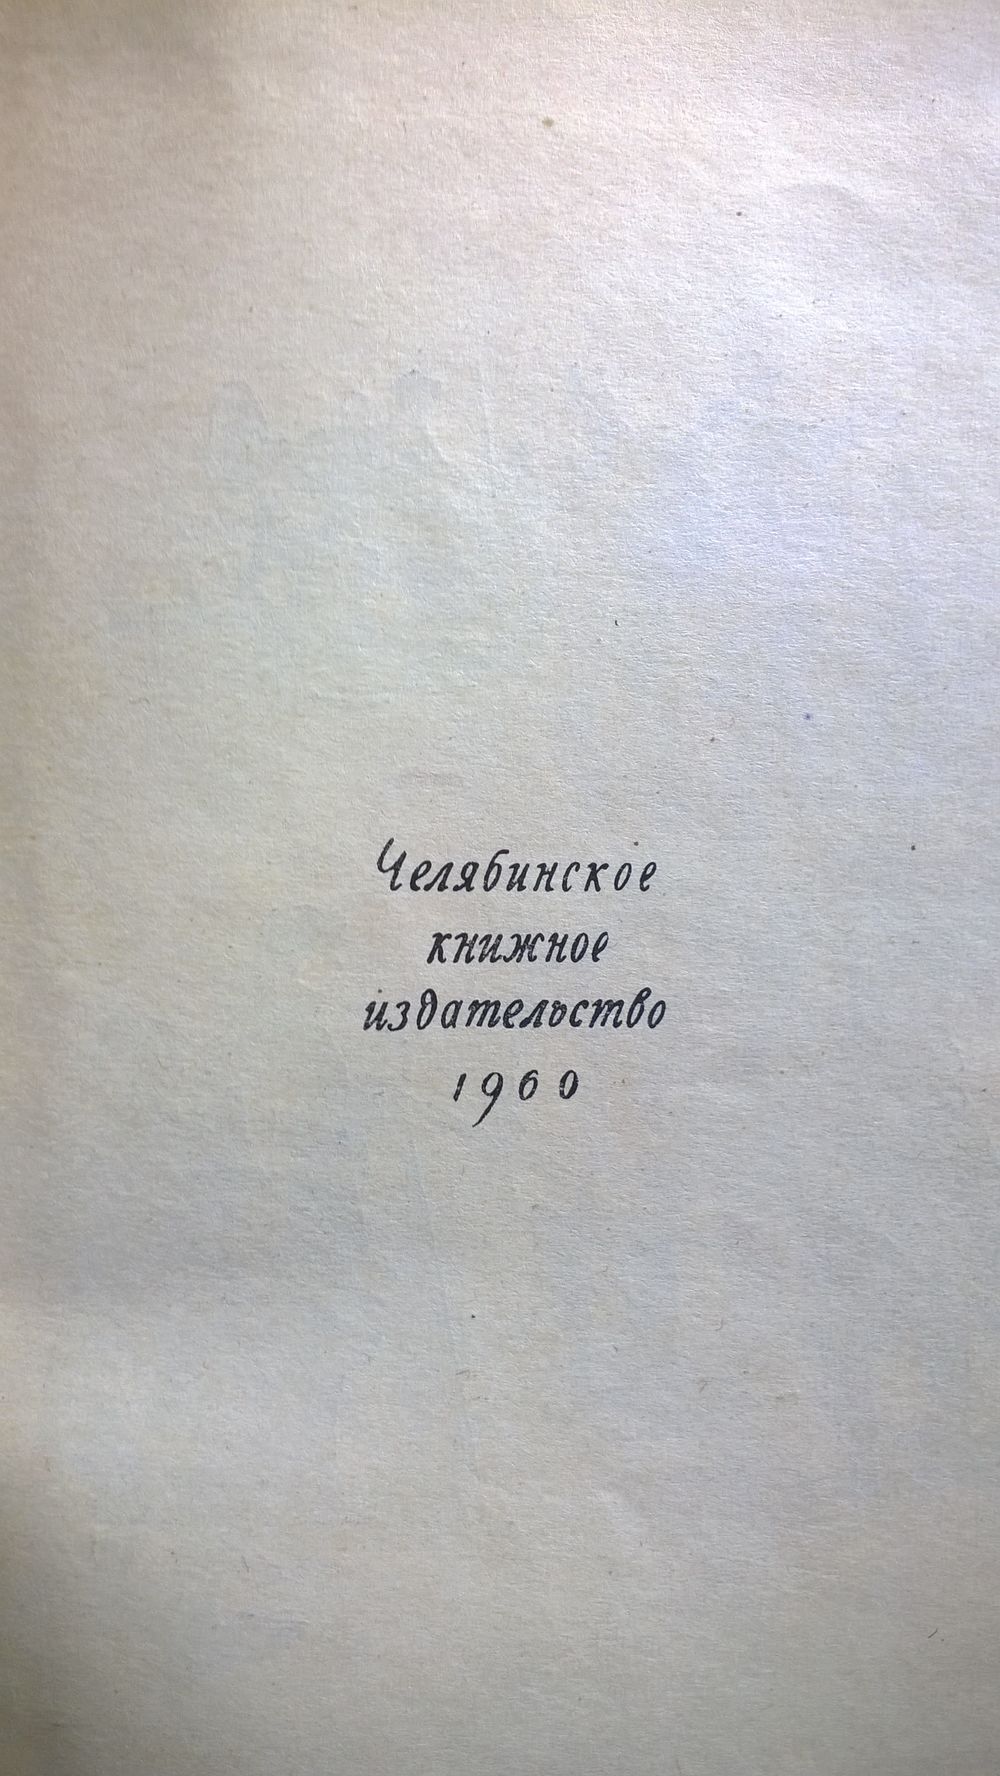 Челябинское
книжное
издательство
1960